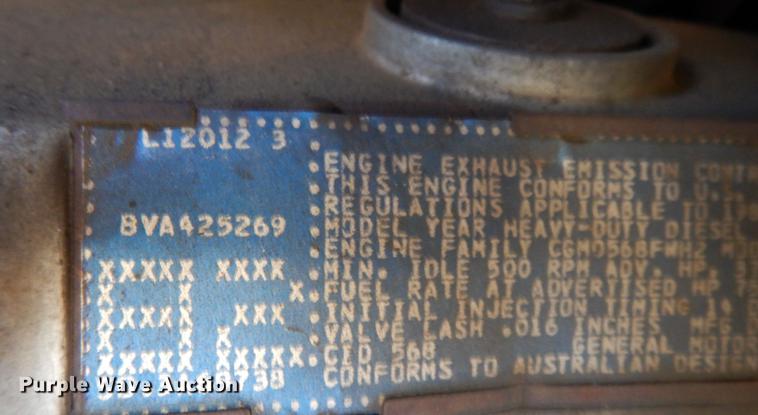 L12012 3
8VA425269
XXXXX XXXX
X X X
XXXXX XXX
X X X
XXXXX XXXXX
738
ENGINE EXHAUST EMISSION
THIS ENGINE CONFORMS TO U.S.
REGULATIONS APPLICABLE TO
MODEL YEAR HEAVY-DUTY DIESEL
ENGINE FAMILY
MIN. IDLE 500 RPM ADV. HP.
FUEL RATE AT ADVERTISED HP
INITIAL INJECTION TIMING
VALVE LASH .016 INCHES MFG
CID 568 GENERAL
CONFORMS TO AUSTRALIAN
Purple Wave Auction